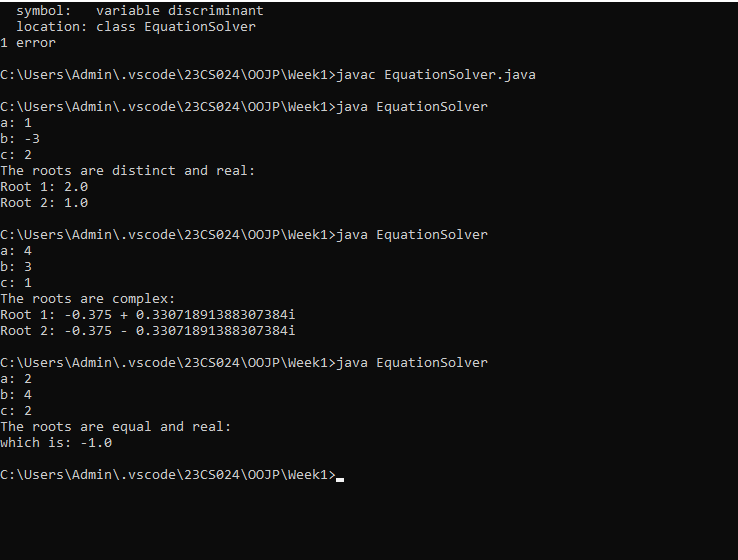 symbol:   variable discriminant
location: class EquationSolver
1 error
C:\Users\Admin\.vscode\23CS024\OOJP\Week1>javac EquationSolver.java
C:\Users\Admin\.vscode\23CS024\OOJP\Week1>java EquationSolver
a: 1
b: -3
c: 2
The roots are distinct and real:
Root 1: 2.0
Root 2: 1.0
C:\Users\Admin\.vscode\23CS024\OOJP\Week1>java EquationSolver
a: 4
b: 3
c: 1
The roots are complex:
Root 1: -0.375 + 0.33071891388307384i
Root 2: -0.375 - 0.33071891388307384i
C:\Users\Admin\.vscode\23CS024\OOJP\Week1>java EquationSolver
a: 2
b: 4
c: 2
The roots are equal and real:
which is: -1.0
C:\Users\Admin\.vscode\23CS024\OOJP\Week1>